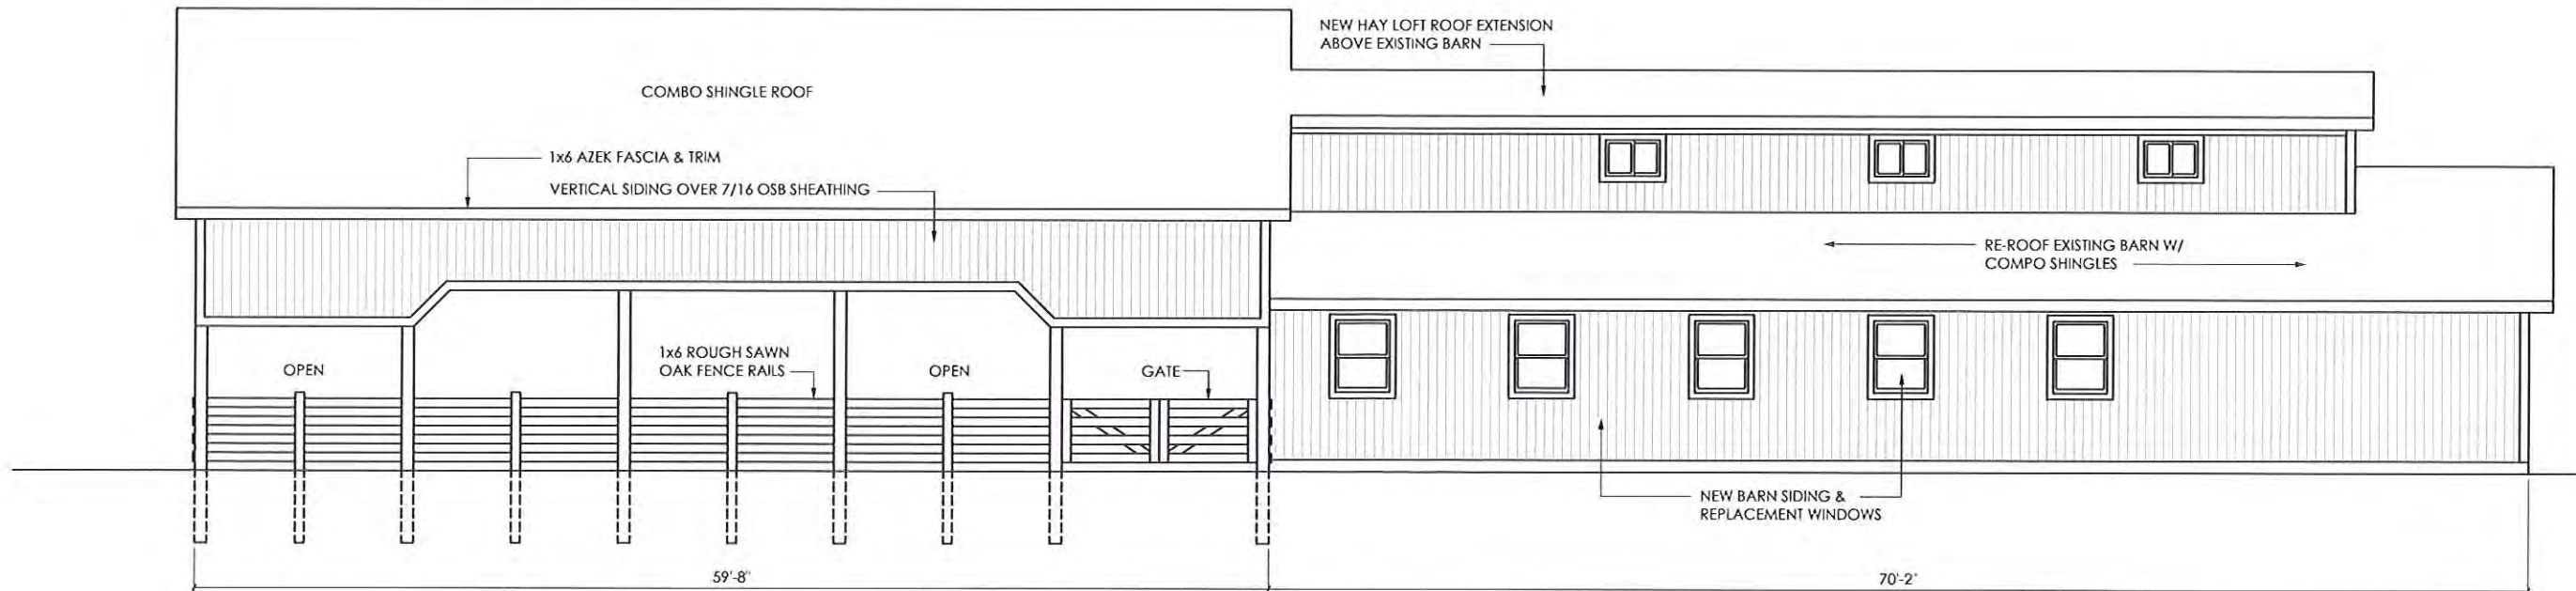 NEW HAY LOFT ROOF EXTENSION
ABOVE EXISTING BARN
COMBO SHINGLE ROOF
1x6 AZEK FASCIA & TRIM
VERTICAL SIDING OVER 7/16 OSB SHEATHING
RE-ROOF EXISTING BARN W/
COMPO SHINGLES
1x6 ROUGH SAWN
OAK FENCE RAILS
OPEN
OPEN
GATE
NEW BARN SIDING &
REPLACEMENT WINDOWS
59'-8"
70'-2"